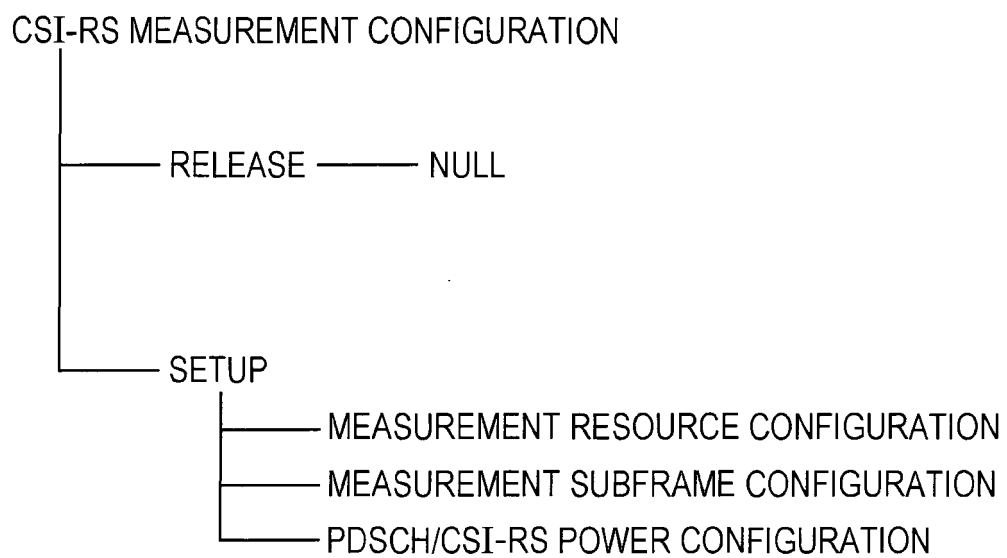 CSI-RS MEASUREMENT CONFIGURATION
RELEASE NULL
SETUP
MEASUREMENT RESOURCE CONFIGURATION
MEASUREMENT SUBFRAME CONFIGURATION
PDSCH/CSI-RS POWER CONFIGURATION